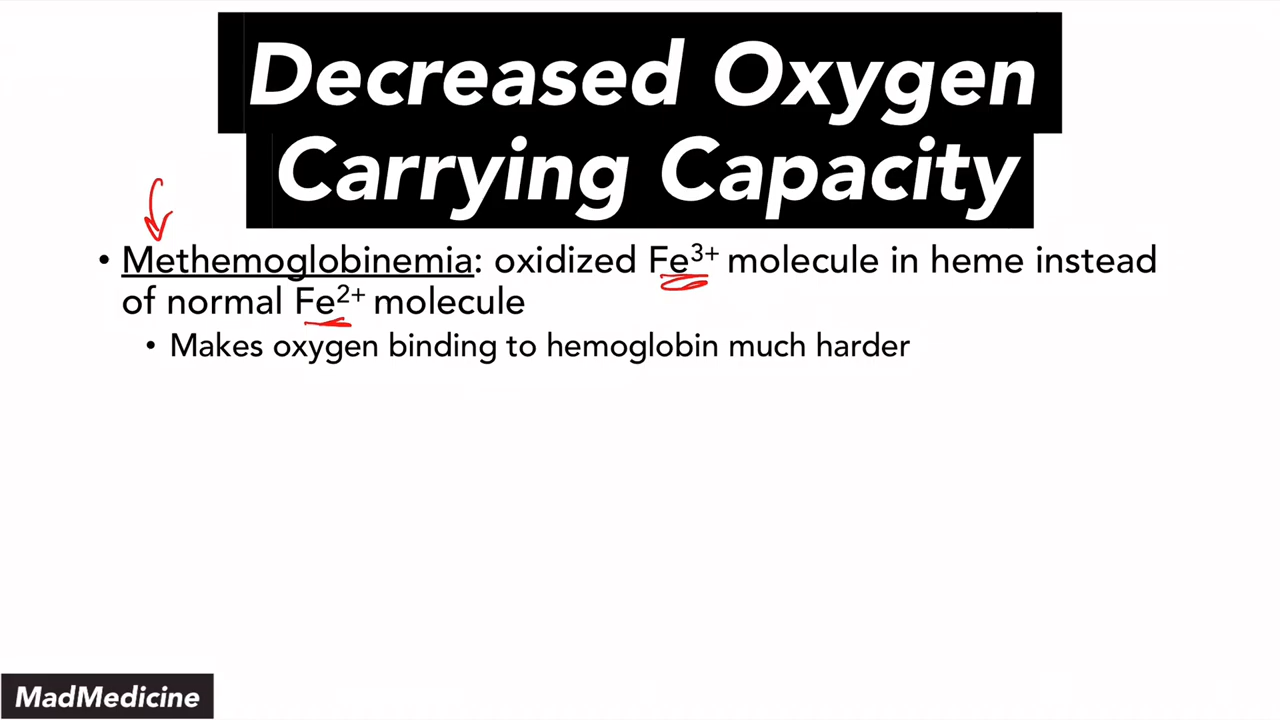 Decreased Oxygen
Carrying Capacity
• Methemoglobinemia: oxidized Fe³⁺ molecule in heme instead
of normal Fe²⁺ molecule
• Makes oxygen binding to hemoglobin much harder
MadMedicine